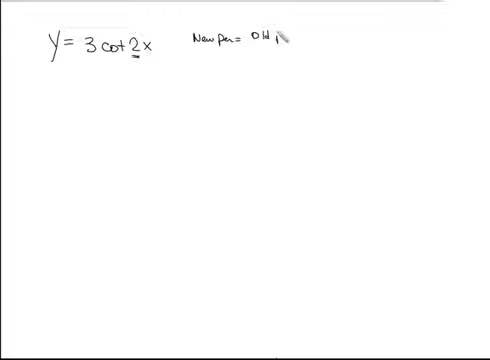 y = 3 cot 2x
New per = Old